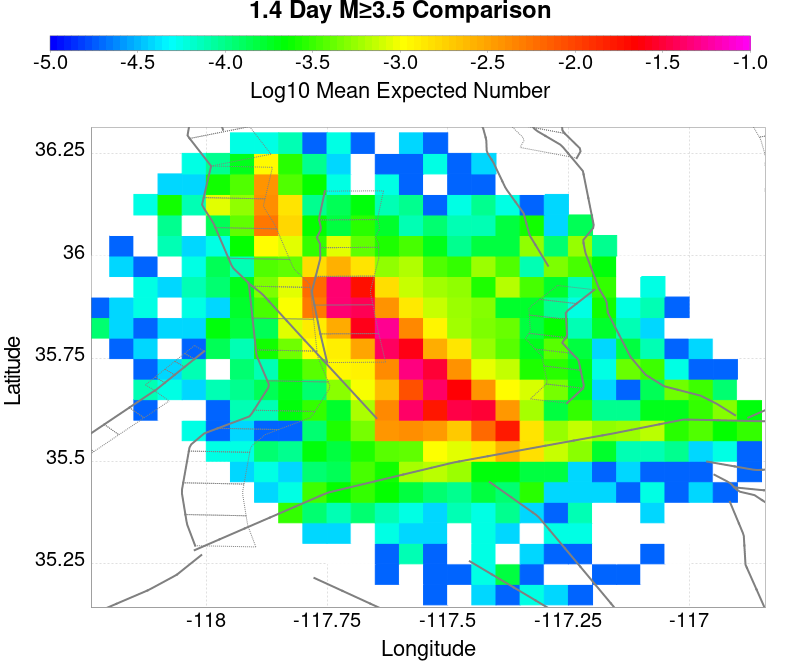 1.4 Day M≥3.5 Comparison
-5.0 -4.5 -4.0 -3.5 -3.0 -2.5 -2.0 -1.5 -1.0
Log10 Mean Expected Number
36.25
36
35.75
35.5
35.25
Latitude
-118 -117.75 -117.5 -117.25 -117
Longitude